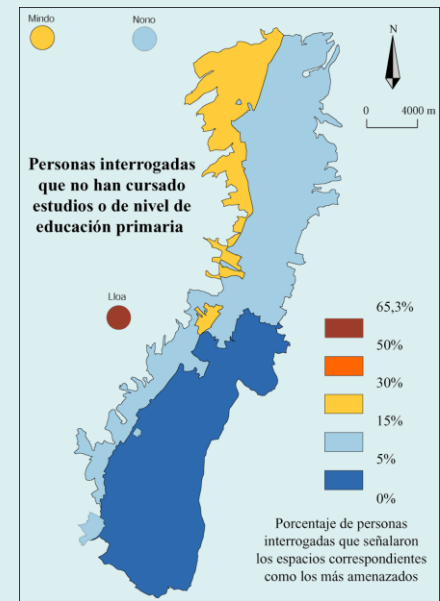 Mindo
Nono
N
0 4000 m
Personas interrogadas
que no han cursado
estudios o de nivel de
educación primaria
Lloa
65,3%
50%
30%
15%
5%
0%
Porcentaje de personas
interrogadas que señalaron
los espacios correspondientes
como los más amenazados